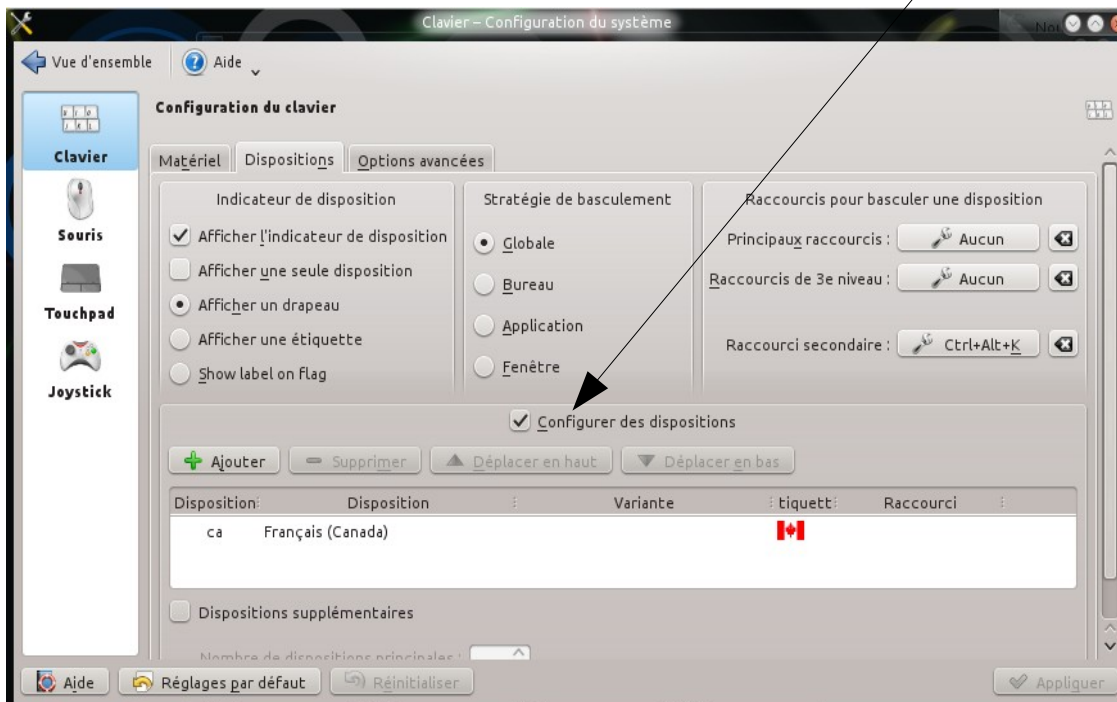 Clavier – Configuration du système
Vue d'ensemble
Aide
Clavier
Souris
Touchpad
Joystick
Configuration du clavier
Matériel
Dispositions
Options avancées
Indicateur de disposition
Afficher l'indicateur de disposition
Afficher une seule disposition
Afficher un drapeau
Afficher une étiquette
Show label on flag
Stratégie de basculement
Globale
Bureau
Application
Fenêtre
Raccourcis pour basculer une disposition
Principaux raccourcis : Aucun
Raccourcis de 3e niveau : Aucun
Raccourci secondaire : Ctrl+Alt+K
Configurer des dispositions
Ajouter
Supprimer
Déplacer en haut
Déplacer en bas
Disposition Disposition Variante tiquett Raccourci
ca Français (Canada)
Dispositions supplémentaires
Nombre de dispositions principales :
Aide
Réglages par défaut
Réinitialiser
Appliquer